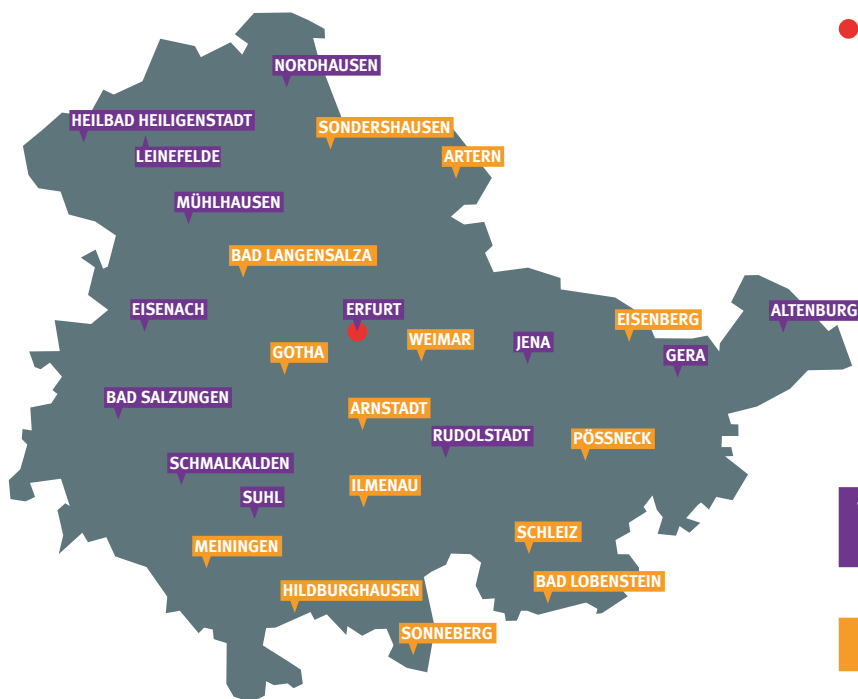 NORDHAUSEN
HEILBAD HEILIGENSTADT
SONDERSHAUSEN
LEINEFELDE
ARTERN
MÜHLHAUSEN
BAD LANGENSALZA
EISENACH
ERFURT
ALTENBURG
EISENBERG
WEIMAR
JENA
GOTHA
GERA
BAD SALZUNGEN
ARNSTADT
RUDOLSTADT
PÖSSNECK
SCHMALKALDEN
ILMENAU
SUHL
SCHLEIZ
MEININGEN
BAD LOBENSTEIN
HILDBURGHAUSEN
SONNEBERG